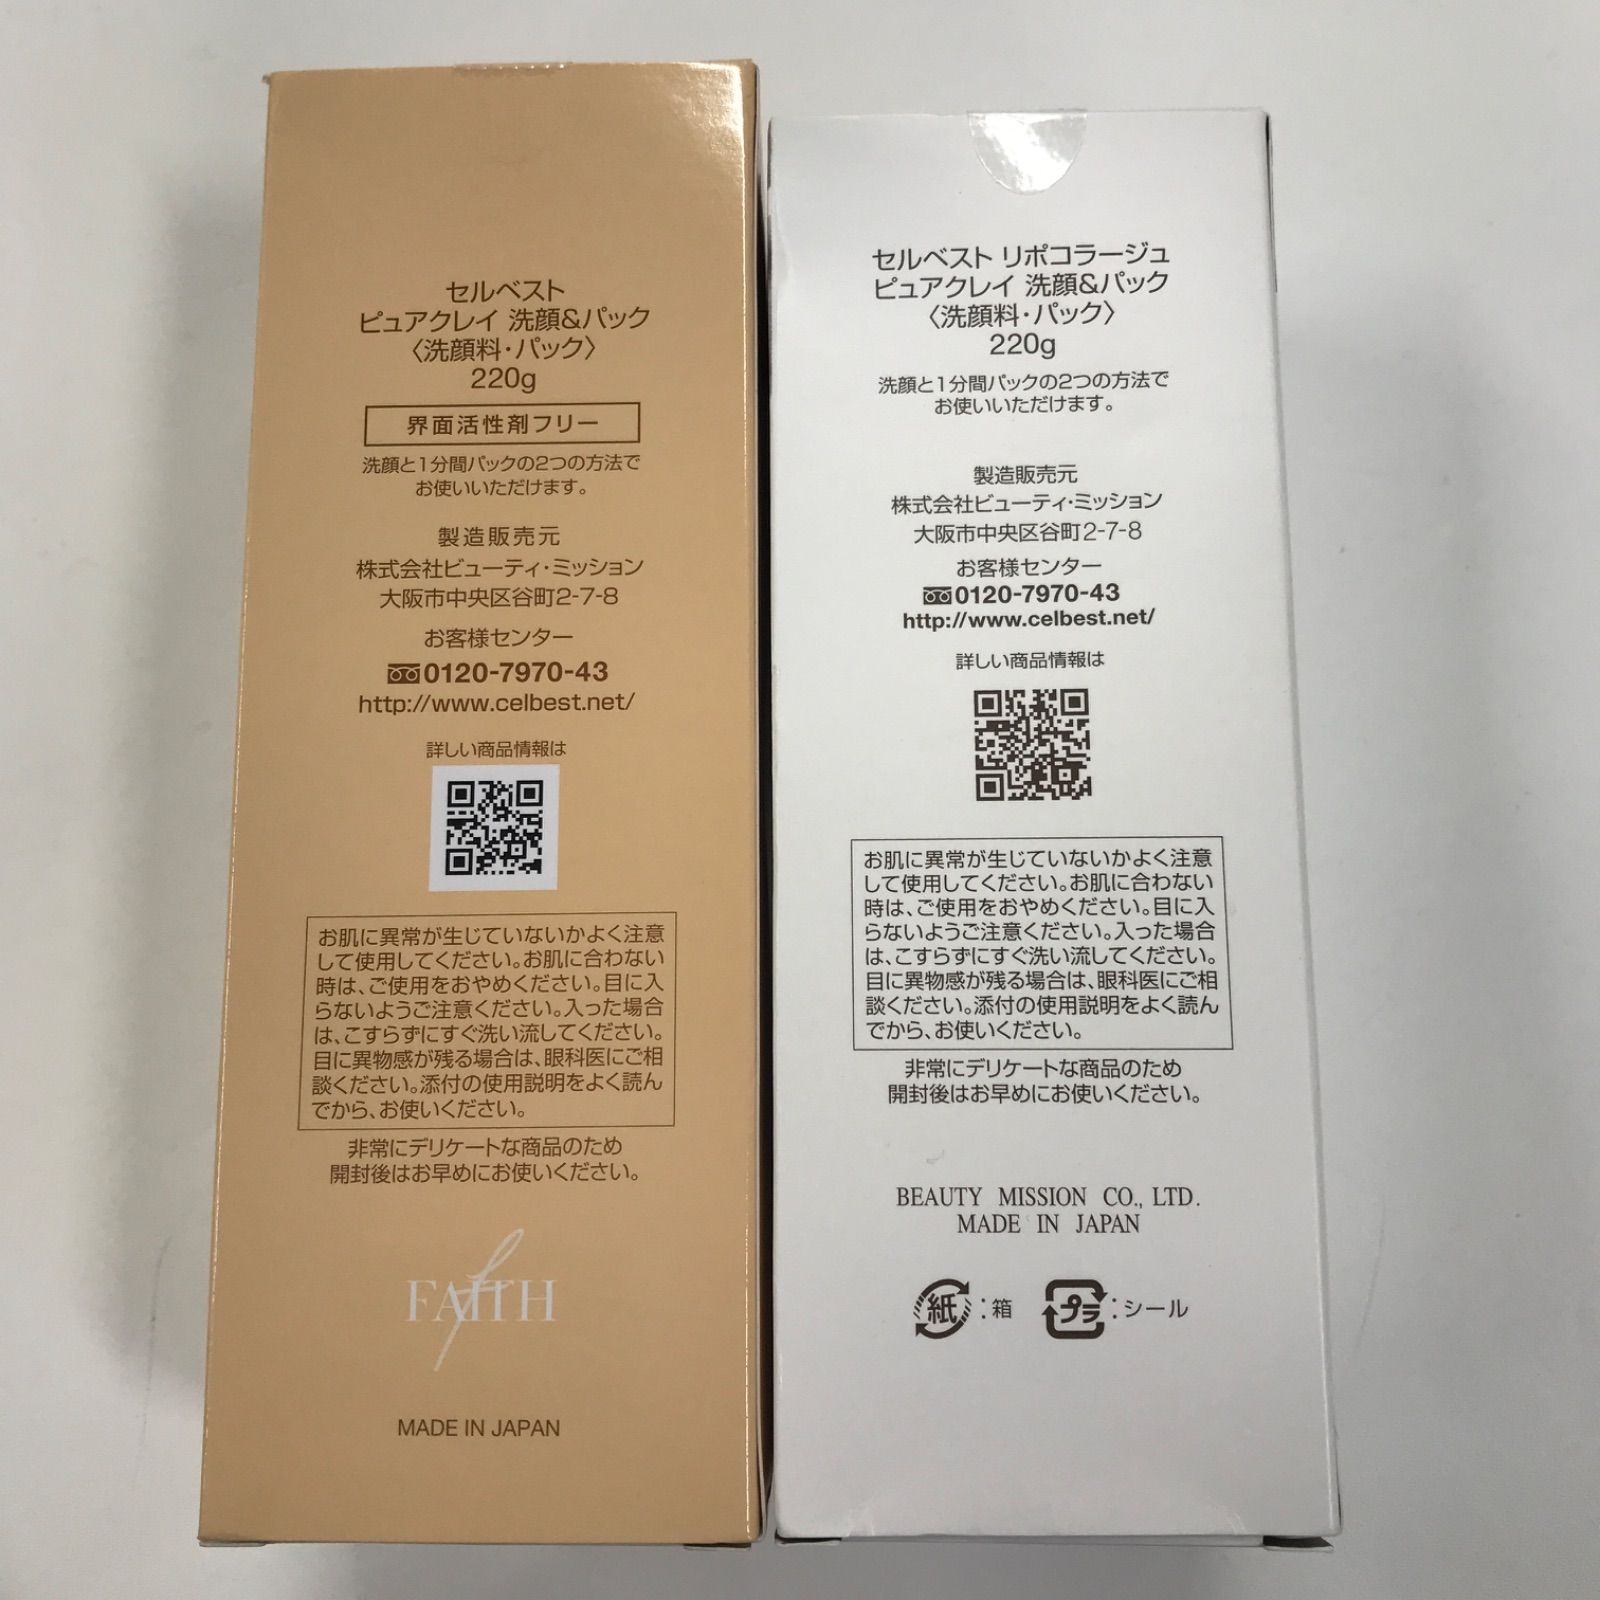 セルベスト
ピュアクレイ 洗顔&パック
〈洗顔料・パック〉
220g
界面活性剤フリー
洗顔と1分間パックの2つの方法で
お使いいただけます。
製造販売元
株式会社ビューティ・ミッション
大阪市中央区谷町2-7-8
お客様センター
0120-7970-43
http://www.celbest.net/
詳しい商品情報は
お肌に異常が生じていないかよく注意
して使用してください。お肌に合わない
時は、ご使用をおやめください。目に入
らないようご注意ください。入った場合
は、こすらずにすぐ洗い流してください。
目に異物感が残る場合は、眼科医にご相
談ください。添付の使用説明をよく読ん
でから、お使いください。
非常にデリケートな商品のため
開封後はお早めにお使いください。
f
FAITH
MADE IN JAPAN
セルベスト リポコラージュ
ピュアクレイ 洗顔&パック
〈洗顔料・パック〉
220g
洗顔と1分間パックの2つの方法で
お使いいただけます。
製造販売元
株式会社ビューティ・ミッション
大阪市中央区谷町2-7-8
お客様センター
0120-7970-43
http://www.celbest.net/
詳しい商品情報は
お肌に異常が生じていないかよく注意
して使用してください。お肌に合わない
時は、ご使用をおやめください。目に入
らないようご注意ください。入った場合
は、こすらずにすぐ洗い流してください。
目に異物感が残る場合は、眼科医にご相
談ください。添付の使用説明をよく読ん
でから、お使いください。
非常にデリケートな商品のため
開封後はお早めにお使いください。
BEAUTY MISSION CO., LTD.
MADE IN JAPAN
紙:箱 プラ:シール